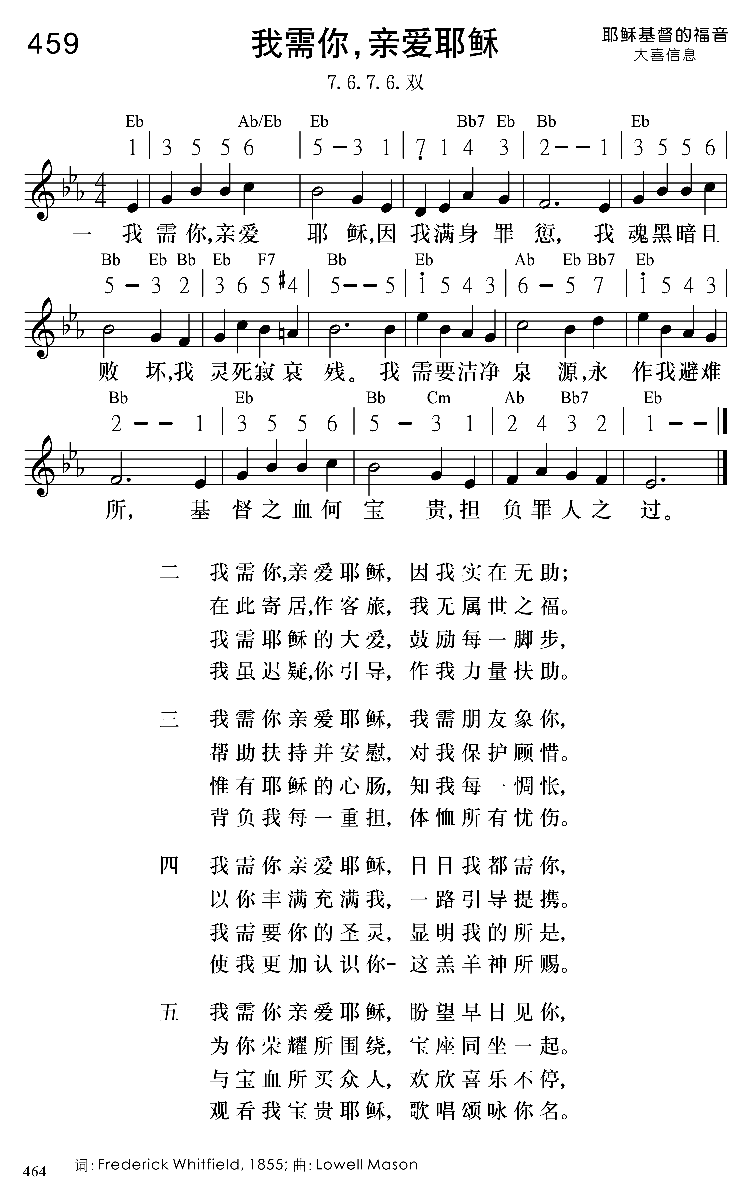 459 我需你,亲爱耶稣 耶稣基督的福音
大喜信息
7.6.7.6.双
Eb Ab/Eb Eb Bb7 Eb Bb Eb
1 | 3 5 5 6 | 5 – 3 1 | 7̣ 1 4 3 | 2 – – 1 | 3 5 5 6 |
4/4
一 我 需 你,亲爱 耶 稣,因 我满身 罪 愆, 我 魂黑暗且
Bb Eb Bb Eb F7 Bb Eb Ab Eb Bb7 Eb
5 – 3 2 | 3 6 5 #4 | 5 – – 5 | i 5 4 3 | 6 – 5 7 | i 5 4 3 |
败 坏,我 灵死寂衰 残。我 需要洁净 泉 源,永 作我避难
Bb Eb Bb Cm Ab Bb7 Eb
2 – – 1 | 3 5 5 6 | 5 – 3 1 | 2 4 3 2 | 1 – – ‖
所, 基 督之血何 宝 贵,担 负罪人之 过。
二 我需你,亲爱耶稣, 因我实在无助;
在此寄居,作客旅, 我无属世之福。
我需耶稣的大爱, 鼓励每一脚步,
我虽迟疑,你引导, 作我力量扶助。
三 我需你亲爱耶稣, 我需朋友象你,
帮助扶持并安慰, 对我保护顾惜。
惟有耶稣的心肠, 知我每一惆怅,
背负我每一重担, 体恤所有忧伤。
四 我需你亲爱耶稣, 日日我都需你,
以你丰满充满我, 一路引导提携。
我需要你的圣灵, 显明我的所是,
使我更加认识你- 这羔羊神所赐。
五 我需你亲爱耶稣, 盼望早日见你,
为你荣耀所围绕, 宝座同坐一起。
与宝血所买众人, 欢欣喜乐不停,
观看我宝贵耶稣, 歌唱颂咏你名。
464 词: Frederick Whitfield, 1855; 曲: Lowell Mason